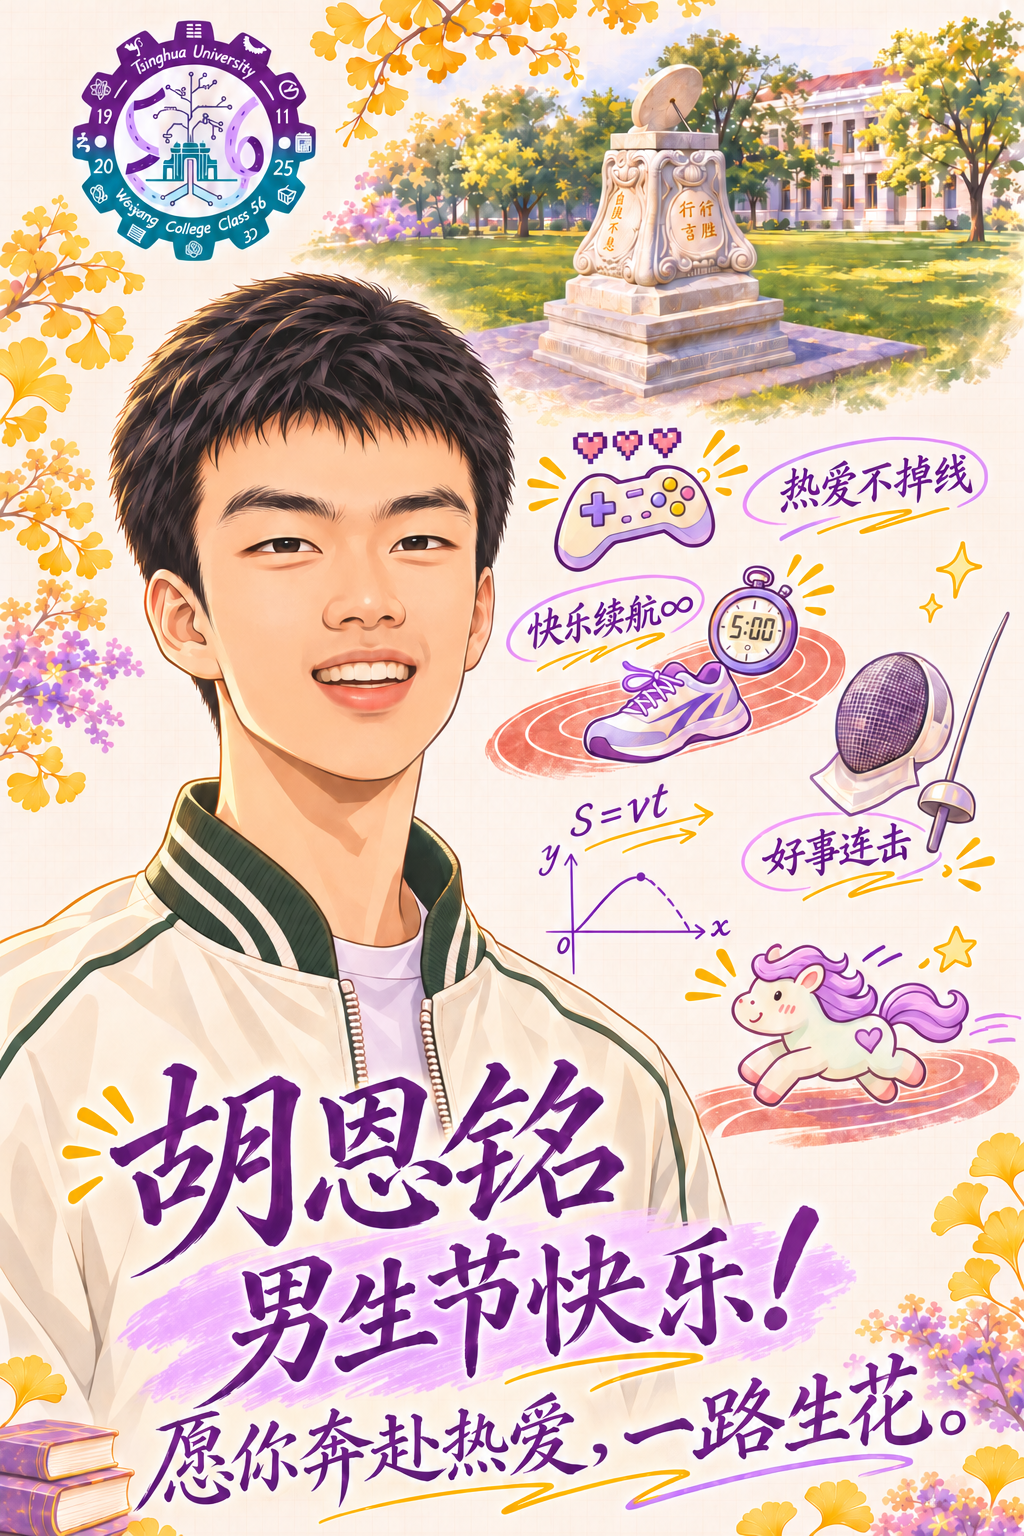 Tsinghua University
19 11
20 25
56
Weiyang College Class 56
自强不息
行胜
行言
热爱不掉线
快乐续航∞
5:00
S=vt
y
0
x
好事连击
胡恩铭
男生节快乐!
愿你奔赴热爱,一路生花。